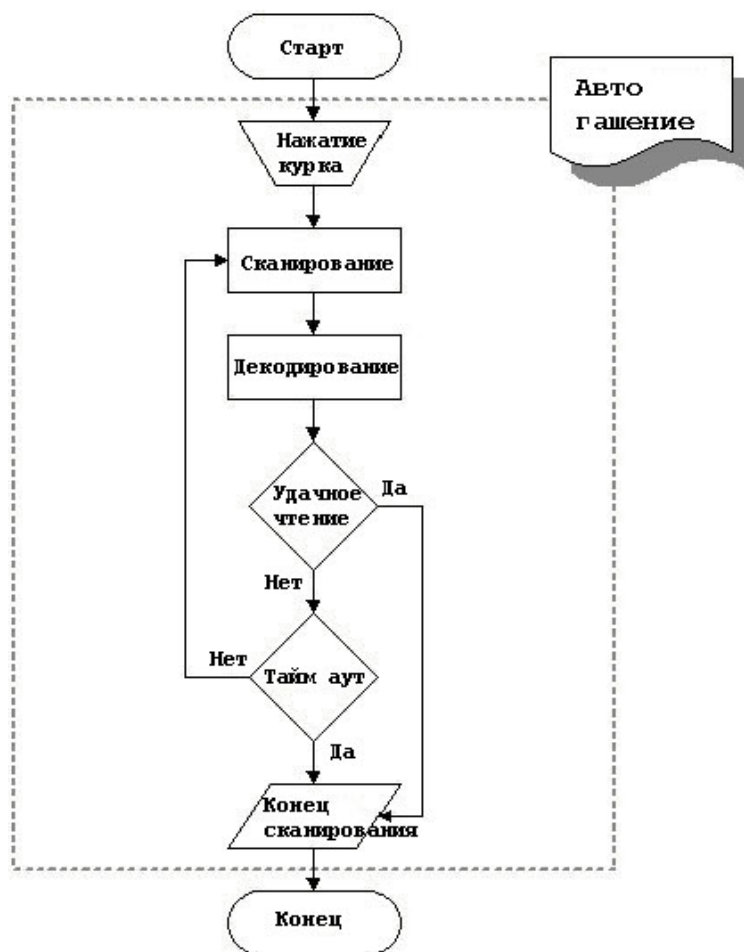 Старт
Авто
гашение
Нажатие
курка
Сканирование
Декодирование
Удачное
чтение
Да
Нет
Нет
Тайм аут
Да
Конец
сканирования
Конец